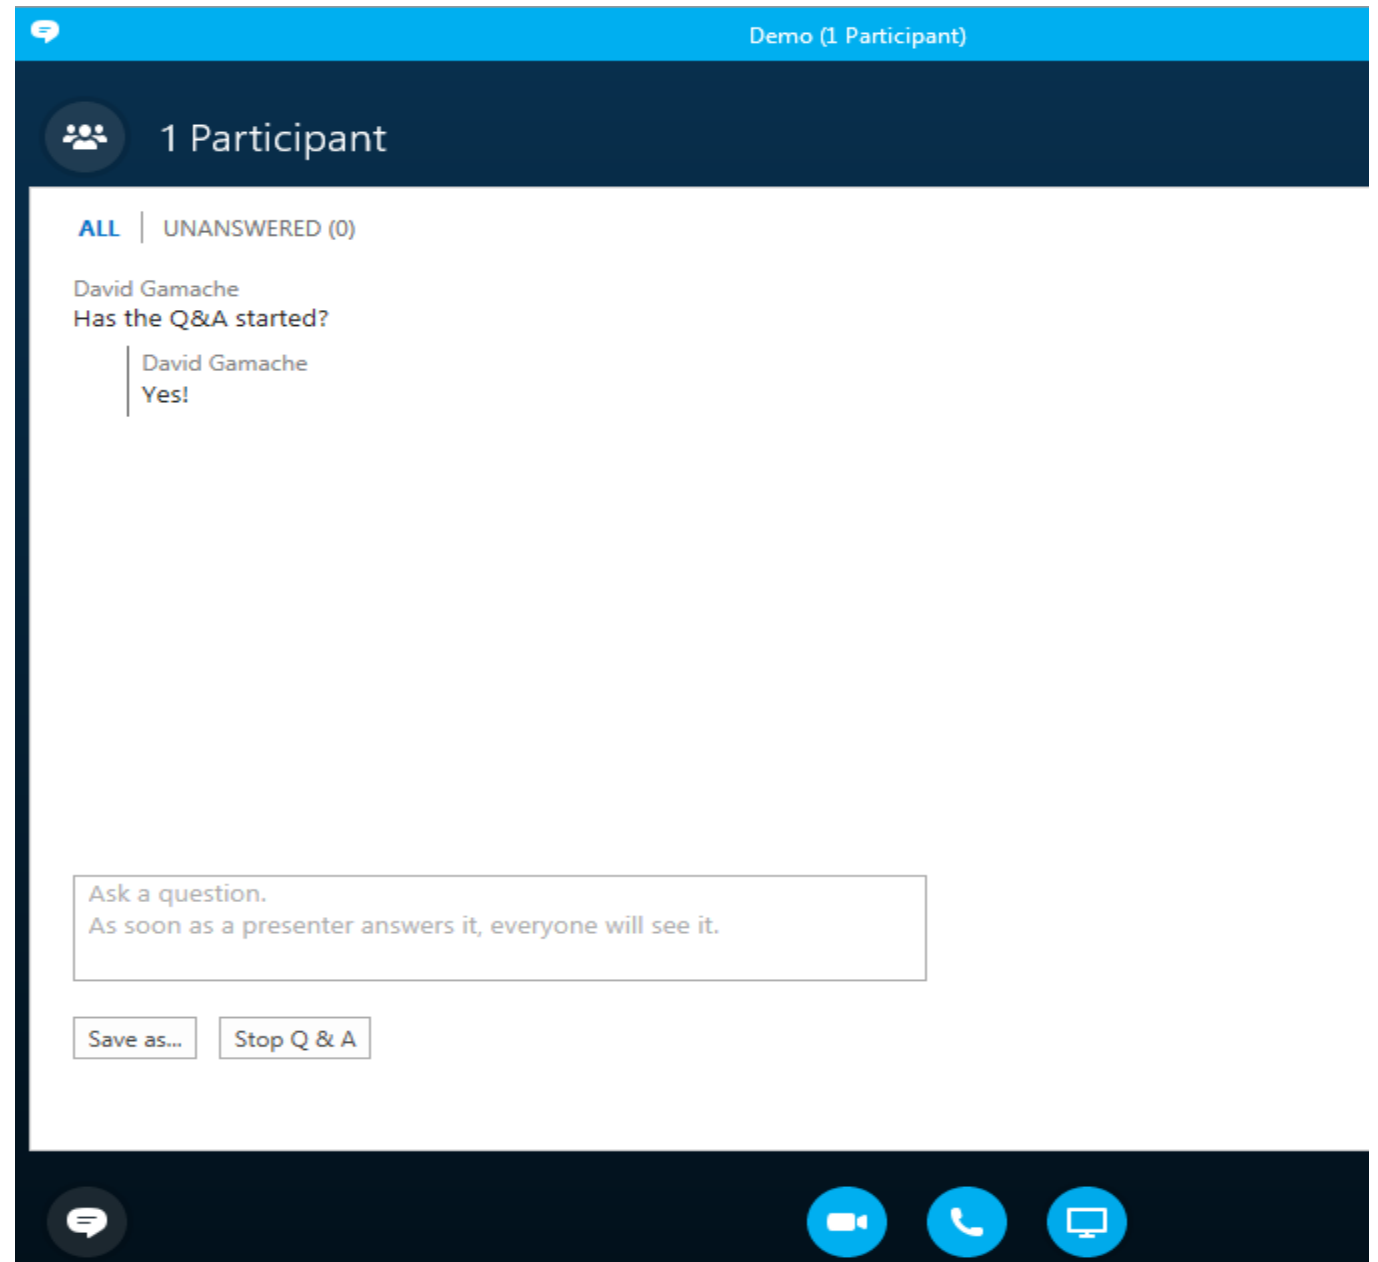 Demo (1 Participant)
1 Participant
ALL | UNANSWERED (0)
David Gamache
Has the Q&A started?
David Gamache
Yes!
Ask a question.
As soon as a presenter answers it, everyone will see it.
Save as... Stop Q & A